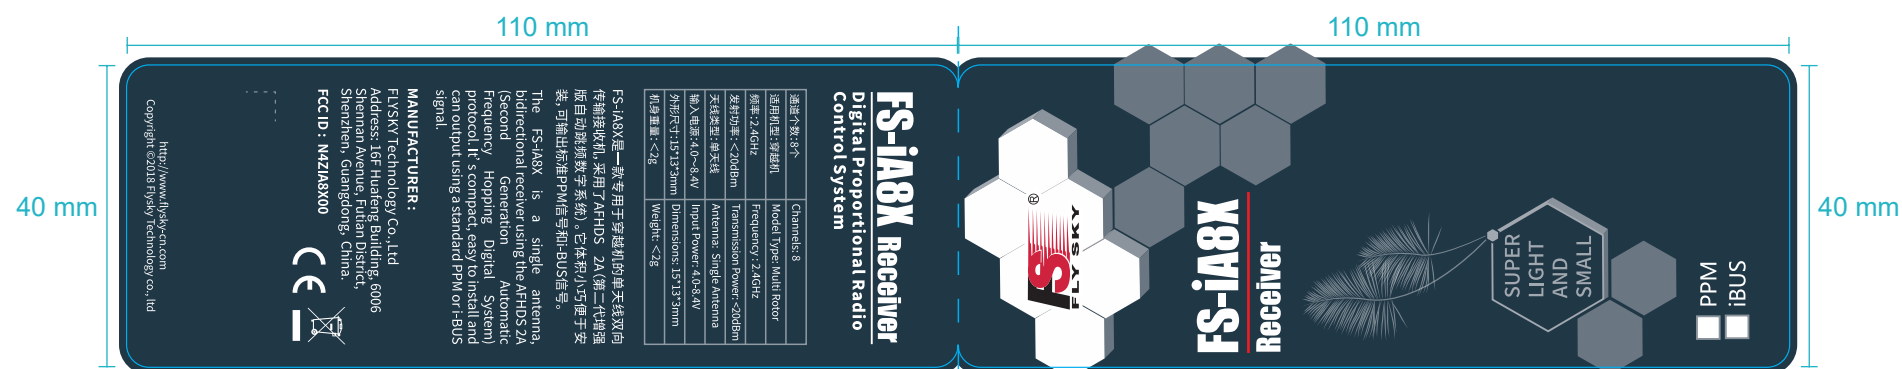 110 mm
110 mm
40 mm
40 mm
FS-iA8X Receiver
Digital Proportional Radio
Control System
通道个数:8个
Channels: 8
适用机型:穿越机
Model Type: Multi Rotor
频率:2.4GHz
Frequency: 2.4GHz
发射功率:<20dBm
Transmission Power: <20dBm
天线类型:单天线
Antenna: Single Antenna
输入电源:4.0~8.4V
Input Power: 4.0-8.4V
外形尺寸:15*13*3mm
Dimensions: 15*13*3mm
机身重量:<2g
Weight: <2g
FS-iA8X是一款专用于穿越机的单天线双向
传输接收机,采用了AFHDS 2A(第二代增强
版自动跳频数字系统)。它体积小巧便于安
装,可输出标准PPM信号和i-BUS信号。
The FS-iA8X is a single antenna,
bidirectional receiver using the AFHDS 2A
(Second Generation Automatic
Frequency Hopping Digital System)
protocol. It's compact, easy to install and
can output using a standard PPM or i-BUS
signal.
MANUFACTURER:
FLYSKY Technology Co.,Ltd
Address: 16F Huafeng Building, 6006
Shennan Avenue, Futian District,
Shenzhen, Guangdong, China.
FCC ID : N4ZIA8X00
CE
http://www.flysky-cn.com
Copyright ©2018 Flysky Technology co., ltd
FS®
FLYSKY
FS-iA8X
Receiver
SUPER
LIGHT
AND
SMALL
PPM
iBUS